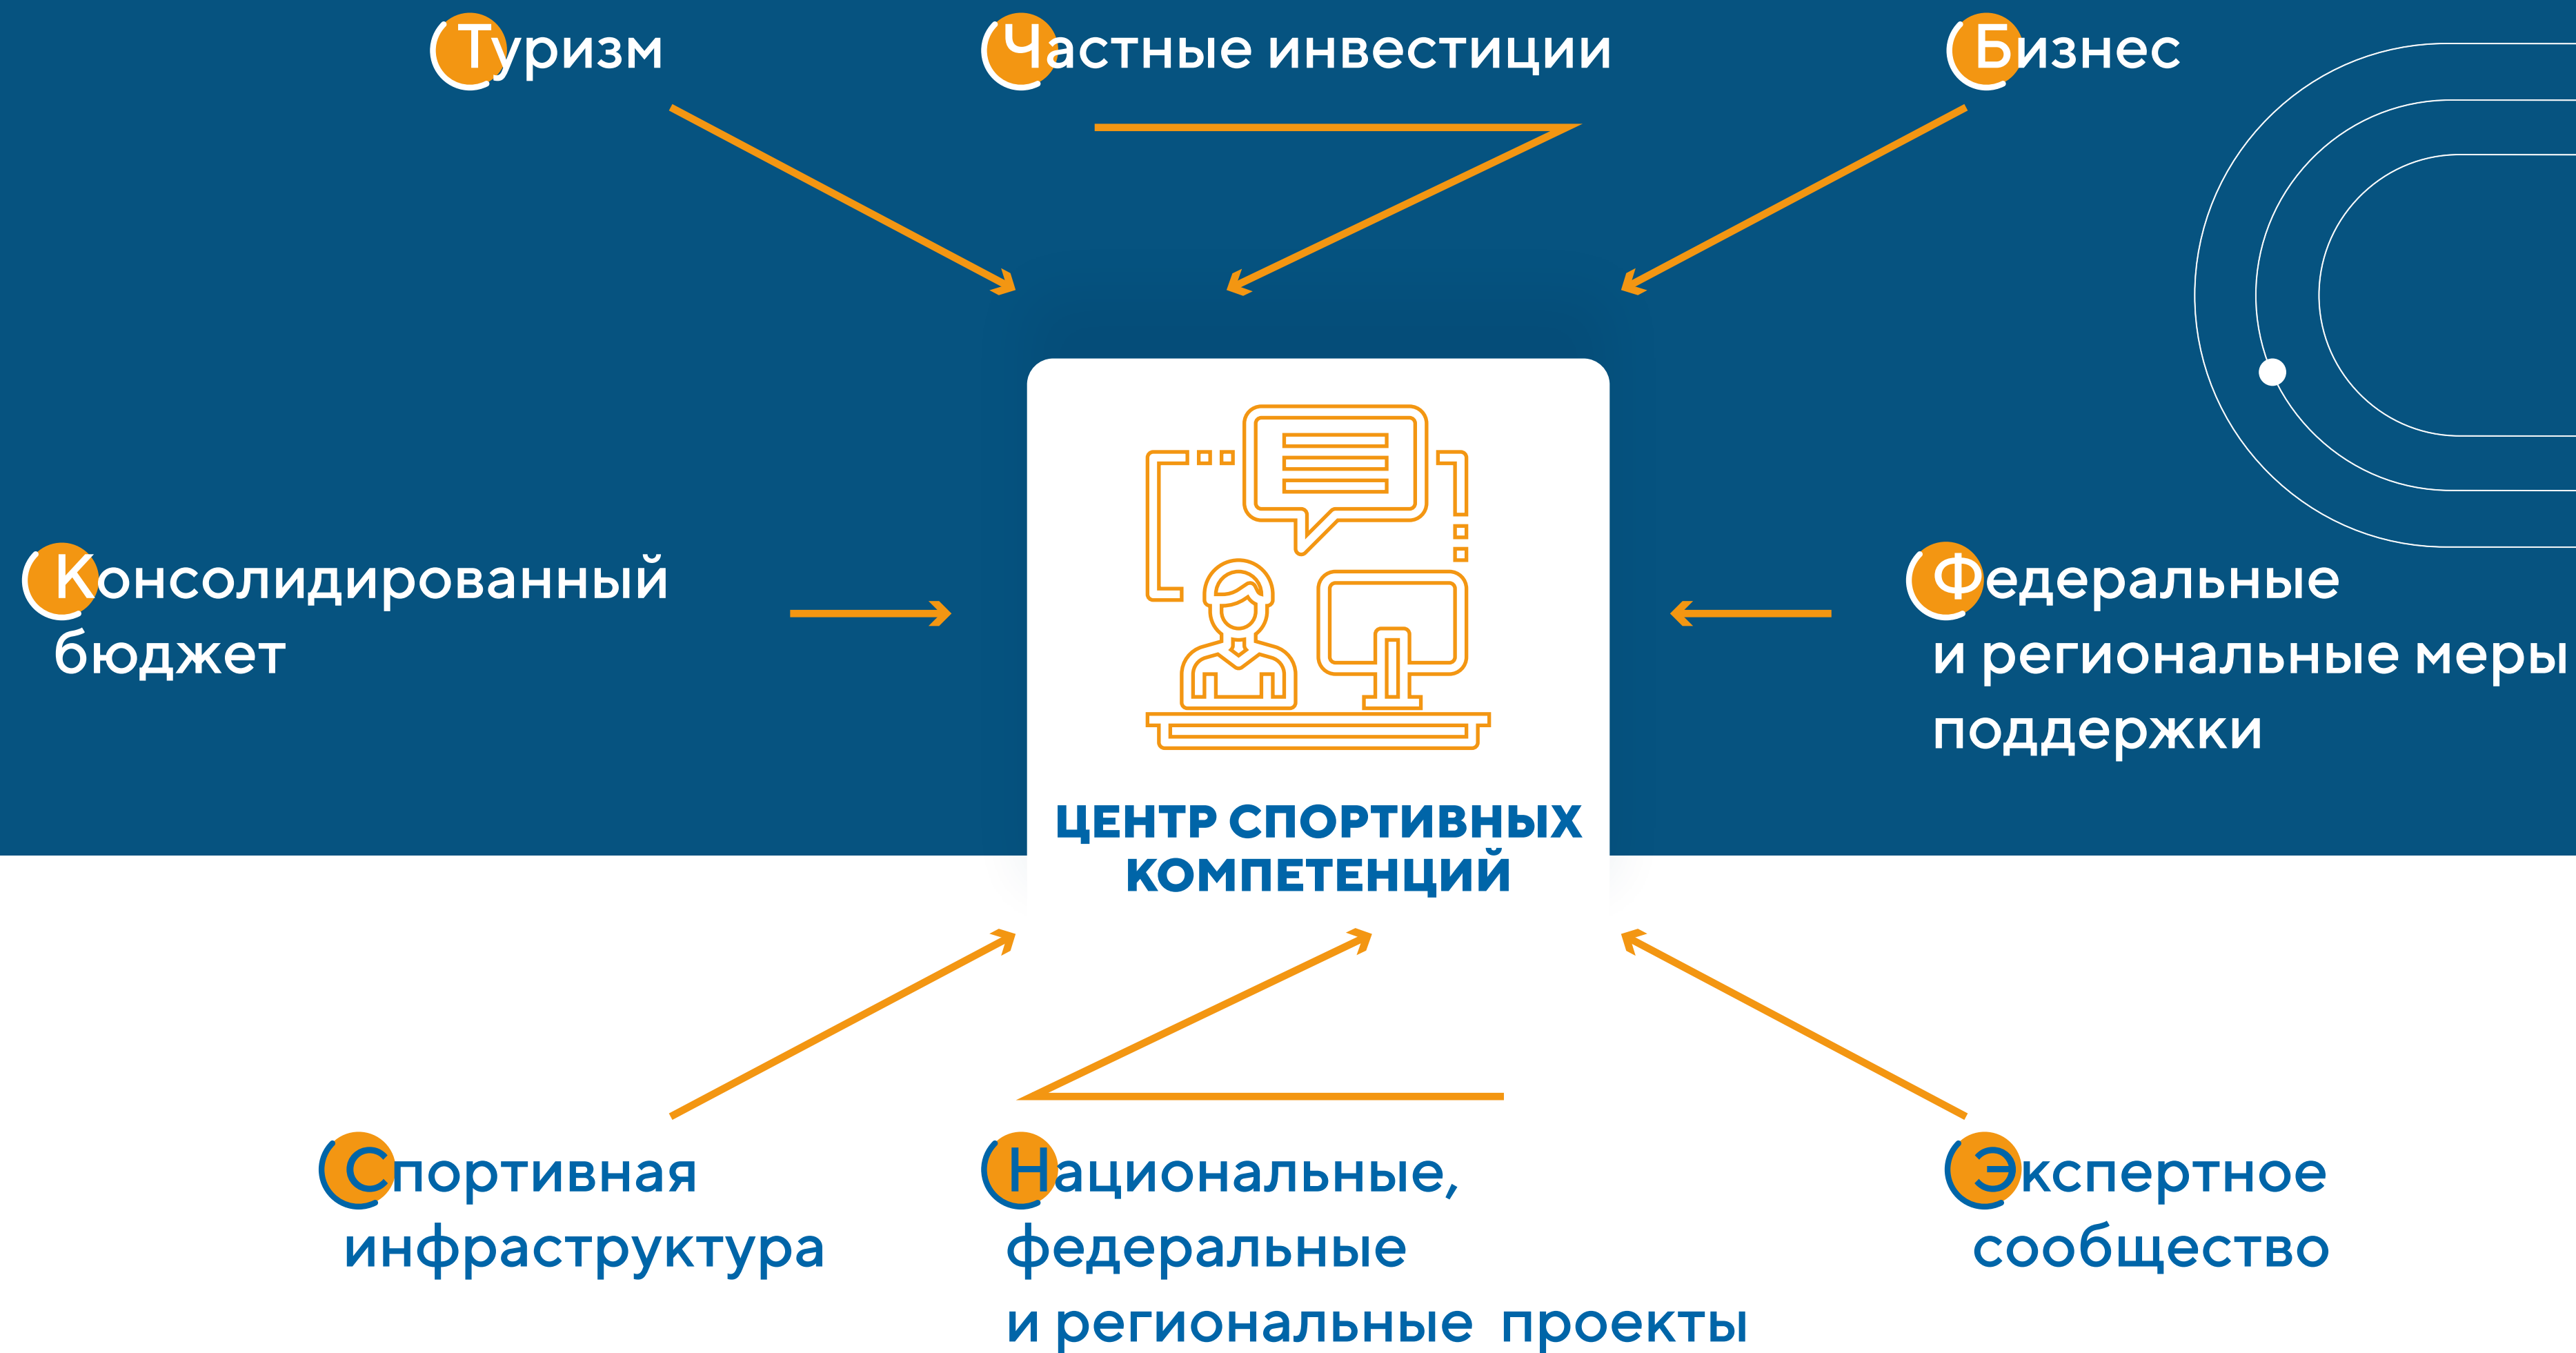 Туризм
Частные инвестиции
Бизнес
Консолидированный
бюджет
Федеральные
и региональные меры
поддержки
ЦЕНТР СПОРТИВНЫХ
КОМПЕТЕНЦИЙ
Спортивная
инфраструктура
Национальные,
федеральные
и региональные проекты
Экспертное
сообщество